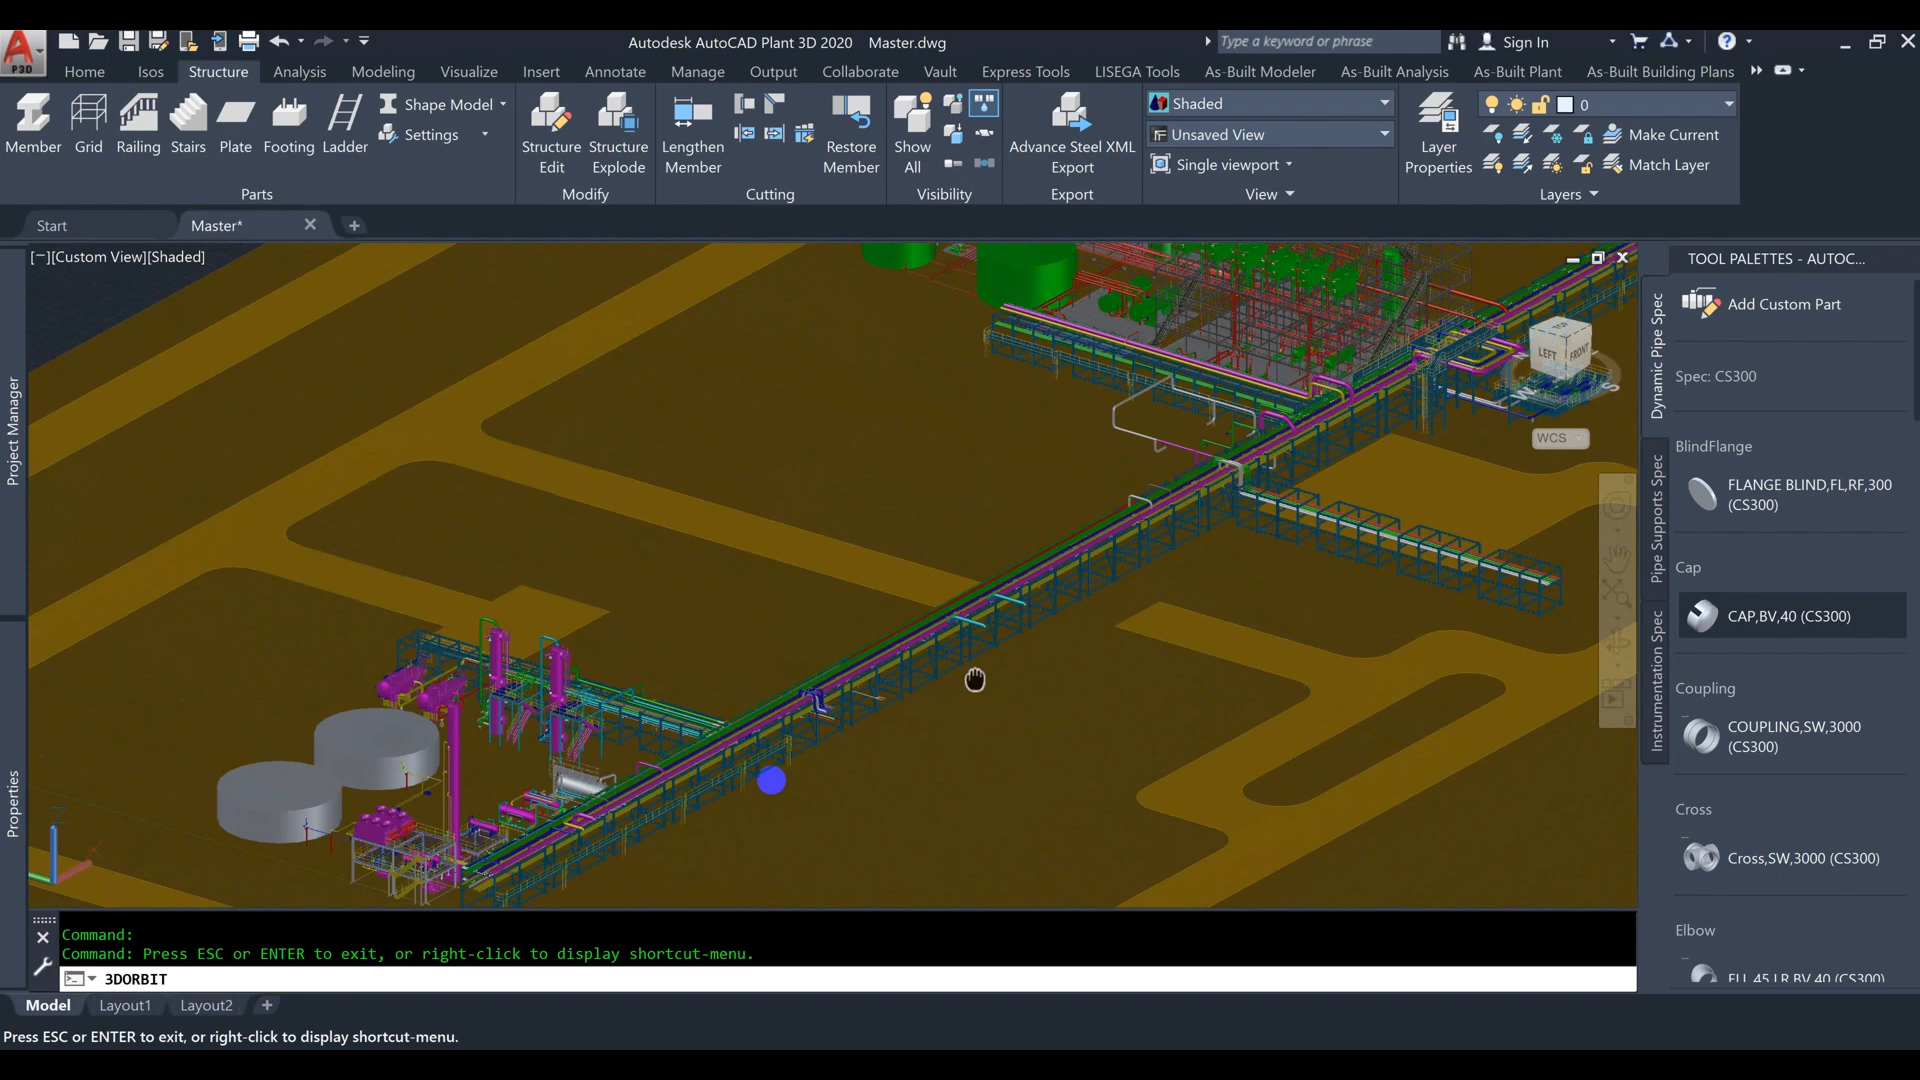 Autodesk AutoCAD Plant 3D 2020 Master.dwg
Type a keyword or phrase
Sign In
P3D
Home Isos Structure Analysis Modeling Visualize Insert Annotate Manage Output Collaborate Vault Express Tools LISEGA Tools As-Built Modeler As-Built Analysis As-Built Plant As-Built Building Plans
Member
Grid
Railing
Stairs
Plate
Footing
Ladder
Shape Model
Settings
Structure
Edit
Structure
Explode
Lengthen
Member
Restore
Member
Show
All
Advance Steel XML
Export
Shaded
Unsaved View
Single viewport
Layer
Properties
0
Make Current
Match Layer
Parts Modify Cutting Visibility Export View Layers
Start Master*
[−][Custom View][Shaded]
TOOL PALETTES - AUTOC...
Project Manager
Properties
TOP
LEFT
FRONT
S
WCS
Dynamic Pipe Spec
Pipe Supports Spec
Instrumentation Spec
Add Custom Part
Spec: CS300
BlindFlange
FLANGE BLIND,FL,RF,300
(CS300)
Cap
CAP,BV,40 (CS300)
Coupling
COUPLING,SW,3000
(CS300)
Cross
Cross,SW,3000 (CS300)
Elbow
ELL 45 LR,BV,40 (CS300)
Command:
Command: Press ESC or ENTER to exit, or right-click to display shortcut-menu.
3DORBIT
Model Layout1 Layout2
Press ESC or ENTER to exit, or right-click to display shortcut-menu.